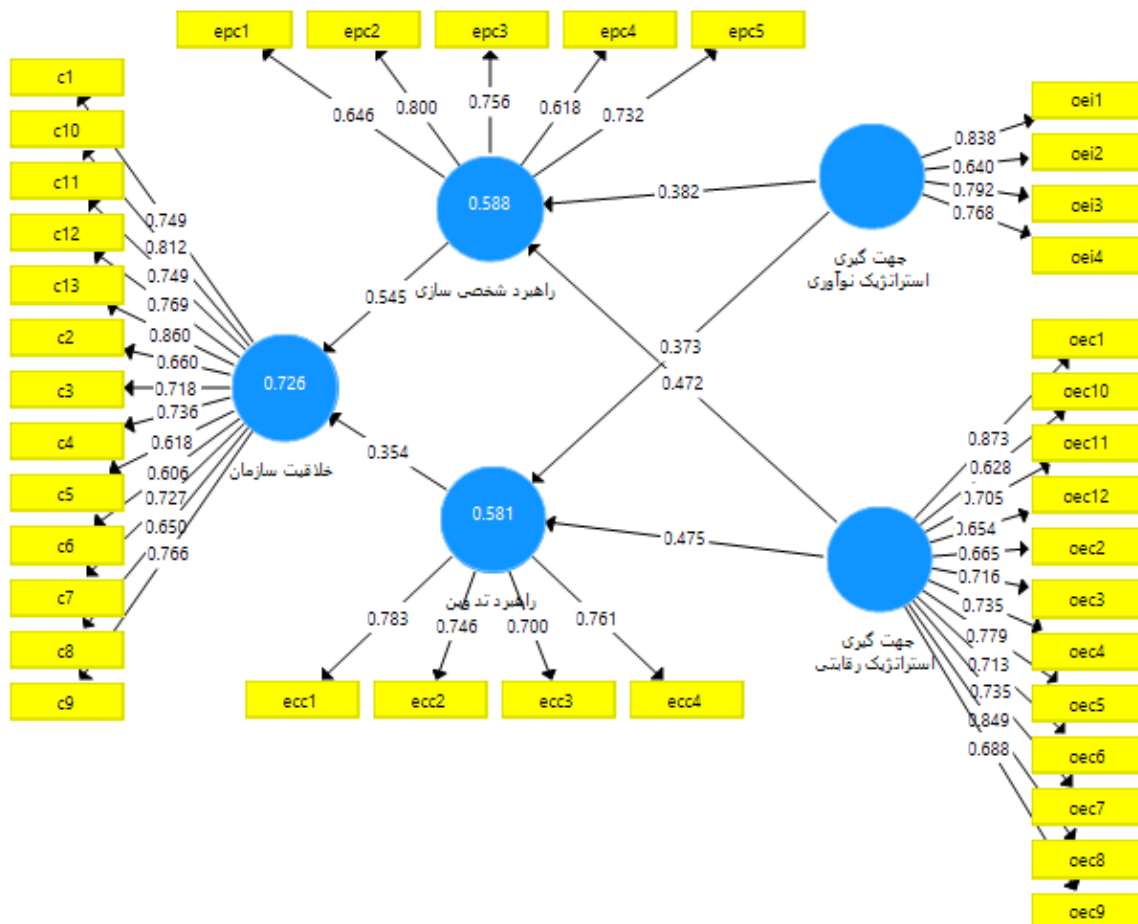 epc1
epc2
epc3
epc4
epc5
0.646
0.800
0.756
0.618
0.732
c1
c10
c11
c12
c13
c2
c3
c4
c5
c6
c7
c8
c9
0.749
0.812
0.749
0.769
0.860
0.660
0.718
0.736
0.618
0.606
0.727
0.650
0.766
0.588
راهبرد شخصی سازی
0.545
0.726
خلاقیت سازمان
0.354
0.581
راهبرد تد وین
0.783
0.746
0.700
0.761
ecc1
ecc2
ecc3
ecc4
0.382
0.373
0.472
0.475
جهت گیری
استراتژیک نوآوری
0.838
0.640
0.792
0.768
oei1
oei2
oei3
oei4
جهت گیری
استراتژیک رقابتی
0.873
0.628
0.705
0.654
0.665
0.716
0.735
0.779
0.713
0.735
0.849
0.688
oec1
oec10
oec11
oec12
oec2
oec3
oec4
oec5
oec6
oec7
oec8
oec9